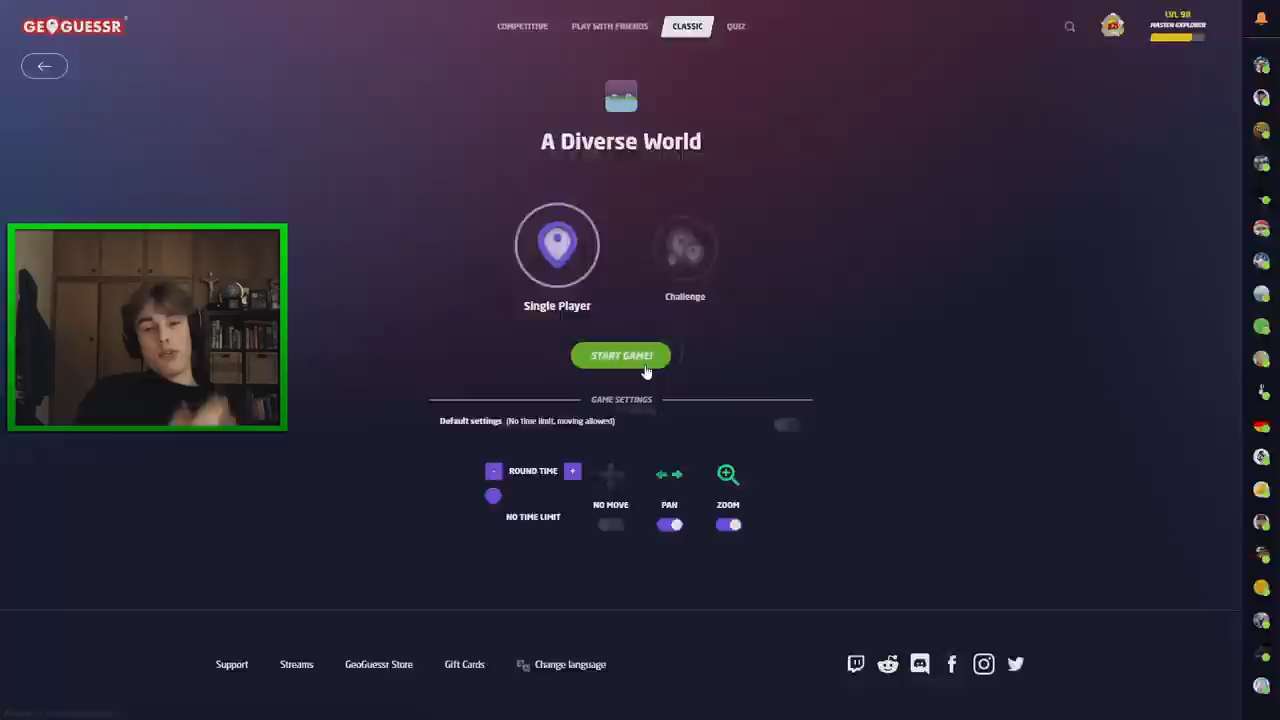 GEOGUESSR
COMPETITIVE
PLAY WITH FRIENDS
CLASSIC
QUIZ
LVL 98
MASTER EXPLORER
A Diverse World
Single Player
Challenge
START GAME!
GAME SETTINGS
Default settings (No time limit, moving allowed)
- ROUND TIME +
NO TIME LIMIT
NO MOVE
PAN
ZOOM
Support
Streams
GeoGuessr Store
Gift Cards
Change language